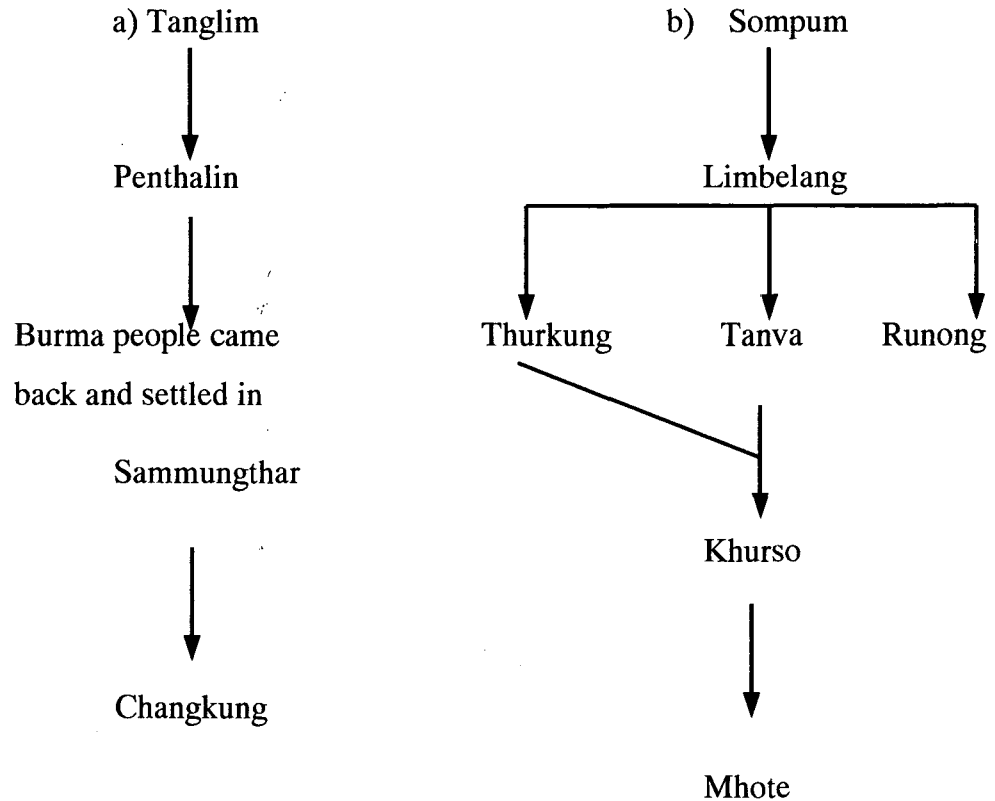 a) Tanglim
Penthalin
Burma people came
back and settled in
Sammungthar
Changkung
b) Sompum
Limbelang
Thurkung Tanva Runong
Khurso
Mhote